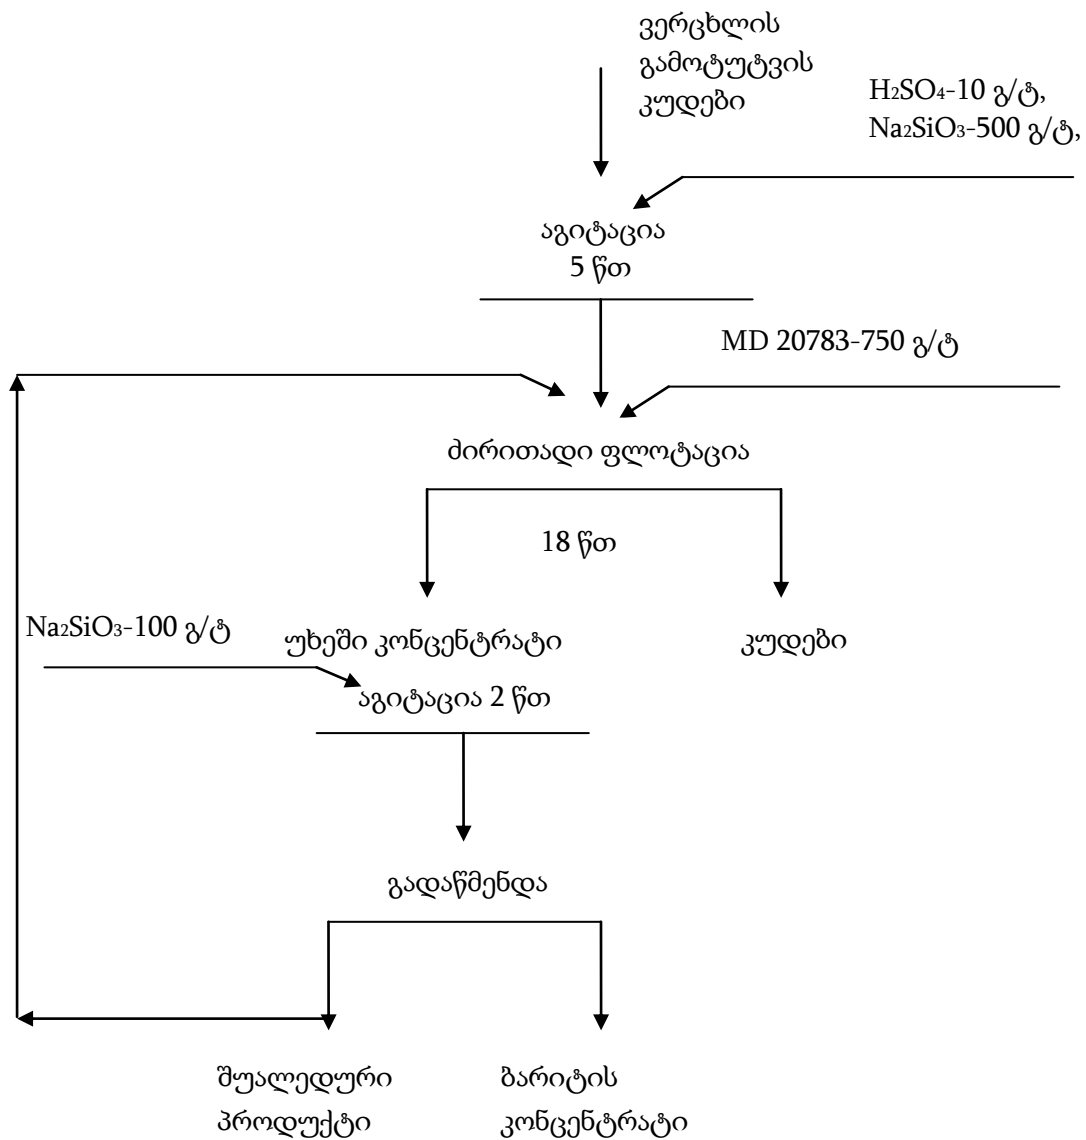 ვერცხლის
გამოტუტვის
კუდები
H₂SO₄-10 გ/ტ,
Na₂SiO₃-500 გ/ტ,
აგიტაცია
5 წთ
MD 20783-750 გ/ტ
ძირითადი ფლოტაცია
18 წთ
Na₂SiO₃-100 გ/ტ
უხეში კონცენტრატი
კუდები
აგიტაცია 2 წთ
გადაწმენდა
შუალედური
პროდუქტი
ბარიტის
კონცენტრატი